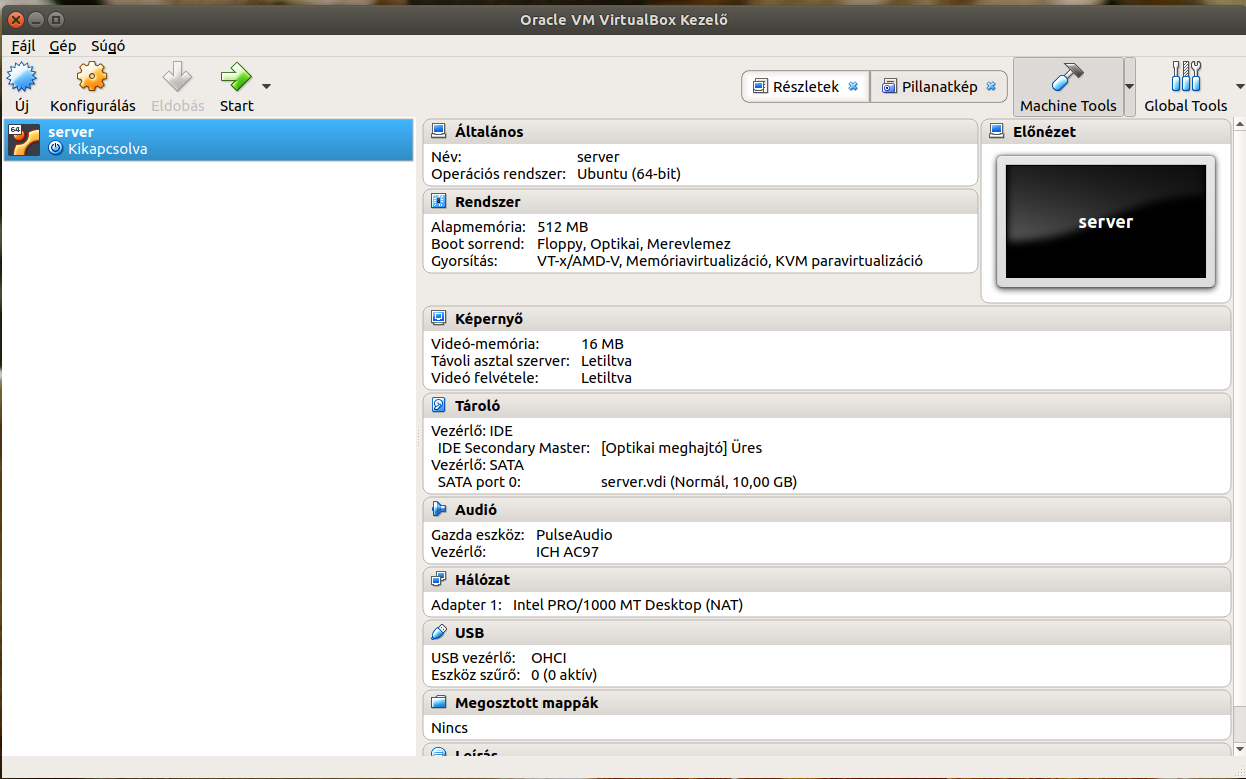 Oracle VM VirtualBox Kezelő
Fájl Gép Súgó
Új Konfigurálás Eldobás Start Részletek Pillanatkép Machine Tools Global Tools
64 server
Kikapcsolva
Általános
Név: server
Operációs rendszer: Ubuntu (64-bit)
Rendszer
Alapmemória: 512 MB
Boot sorrend: Floppy, Optikai, Merevlemez
Gyorsítás: VT-x/AMD-V, Memóriavirtualizáció, KVM paravirtualizáció
Előnézet
server
Képernyő
Videó-memória: 16 MB
Távoli asztal szerver: Letiltva
Videó felvétele: Letiltva
Tároló
Vezérlő: IDE
IDE Secondary Master: [Optikai meghajtó] Üres
Vezérlő: SATA
SATA port 0: server.vdi (Normál, 10,00 GB)
Audió
Gazda eszköz: PulseAudio
Vezérlő: ICH AC97
Hálózat
Adapter 1: Intel PRO/1000 MT Desktop (NAT)
USB
USB vezérlő: OHCI
Eszköz szűrő: 0 (0 aktív)
Megosztott mappák
Nincs
Leírás